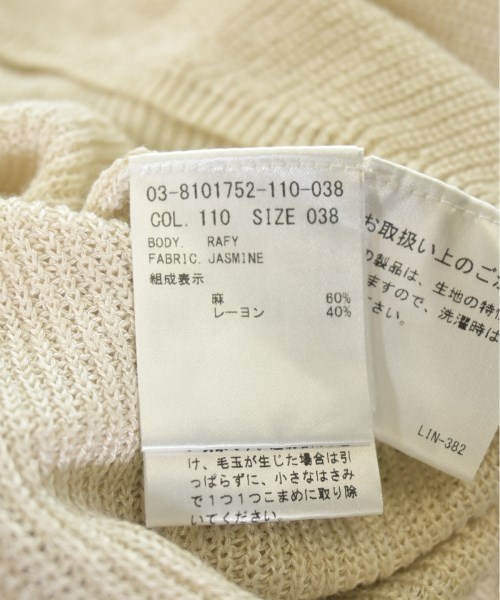 03-8101752-110-038
COL. 110 SIZE 038
BODY. RAFY
FABRIC. JASMINE
組成表示
麻 60%
レーヨン 40%
け、毛玉が生じた場合は引
っぱらずに、小さなはさみ
で1つ1つこまめに取り除
いてください。
お取扱い上のご
製品は、生地の特
ますので、洗濯時は
さい。
LIN-382